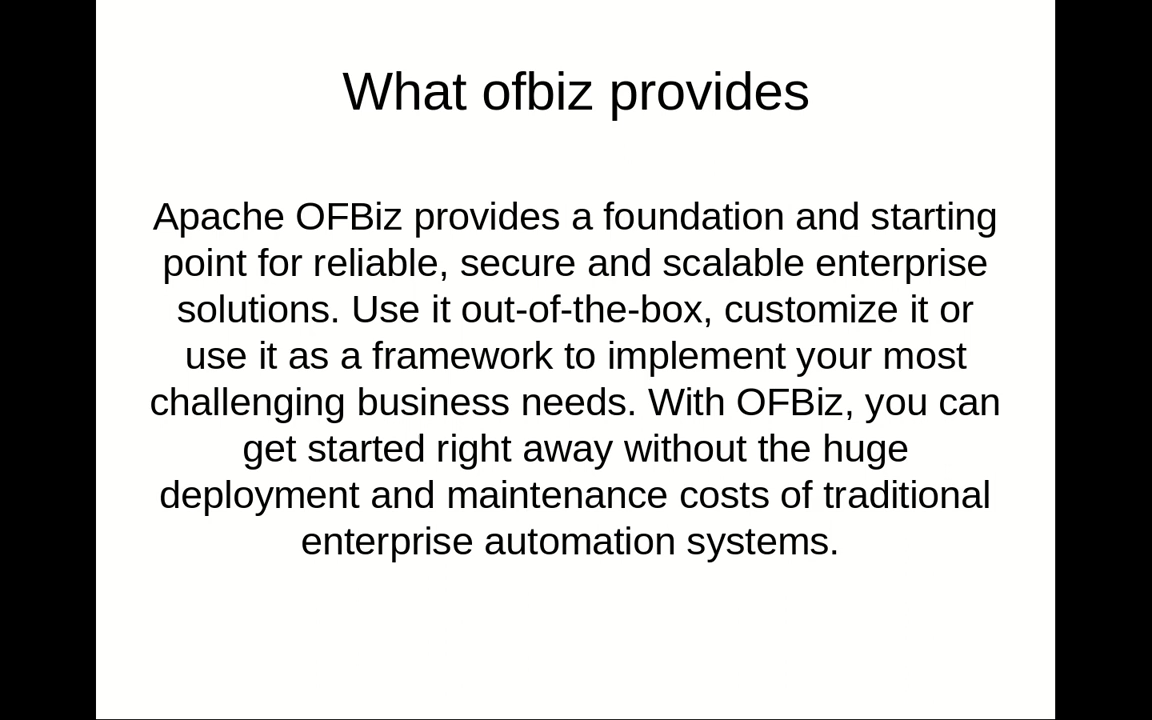 What ofbiz provides
Apache OFBiz provides a foundation and starting
point for reliable, secure and scalable enterprise
solutions. Use it out-of-the-box, customize it or
use it as a framework to implement your most
challenging business needs. With OFBiz, you can
get started right away without the huge
deployment and maintenance costs of traditional
enterprise automation systems.